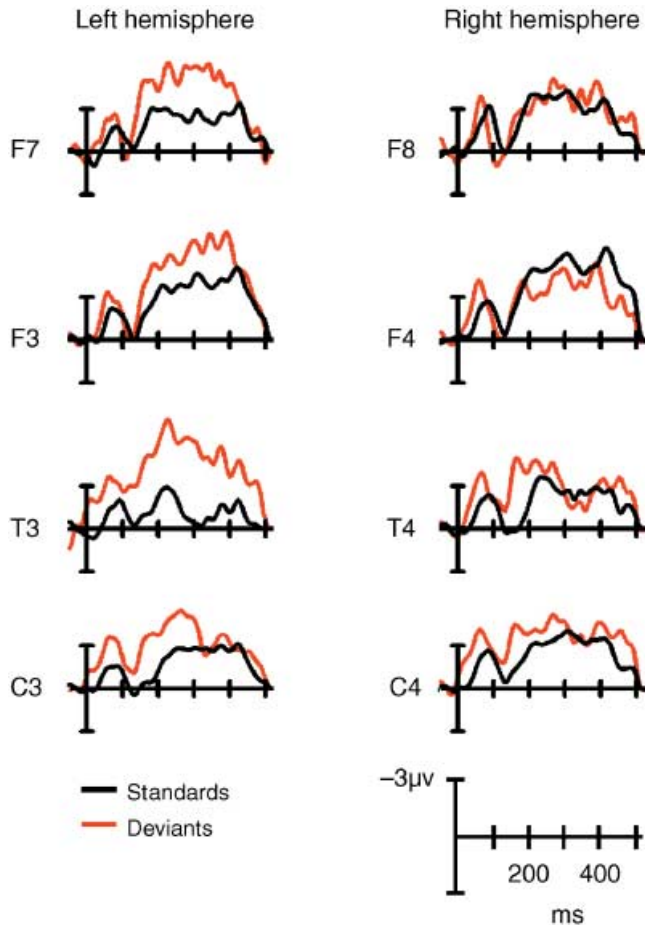 Left hemisphere
Right hemisphere
F7
F8
F3
F4
T3
T4
C3
C4
Standards
Deviants
−3μv
200 400
ms